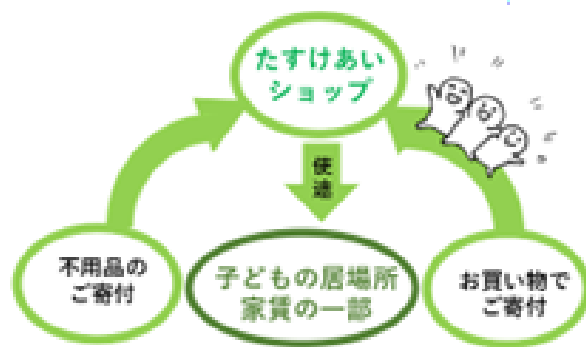 たすけあい
ショップ
使途
不用品の
ご寄付
子どもの居場所
家賃の一部
お買い物で
ご寄付